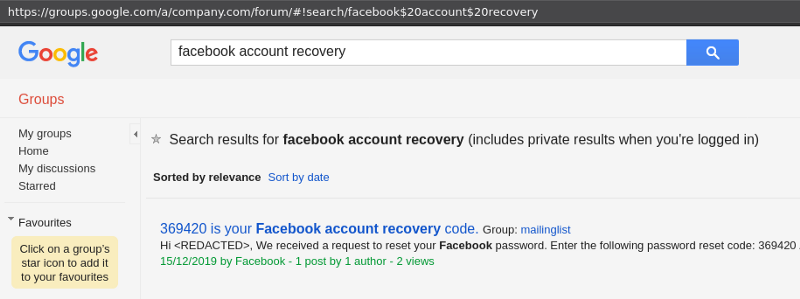 https://groups.google.com/a/company.com/forum/#!search/facebook$20account$20recovery
Google
facebook account recovery
Groups
My groups
Home
My discussions
Starred
Favourites
Click on a group's
star icon to add it
to your favourites
Search results for facebook account recovery (includes private results when you're logged in)
Sorted by relevance Sort by date
369420 is your Facebook account recovery code. Group: mailinglist
Hi <REDACTED>, We received a request to reset your Facebook password. Enter the following password reset code: 369420
15/12/2019 by Facebook - 1 post by 1 author - 2 views